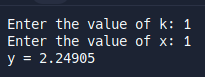 Enter the value of k: 1
Enter the value of x: 1
y = 2.24905